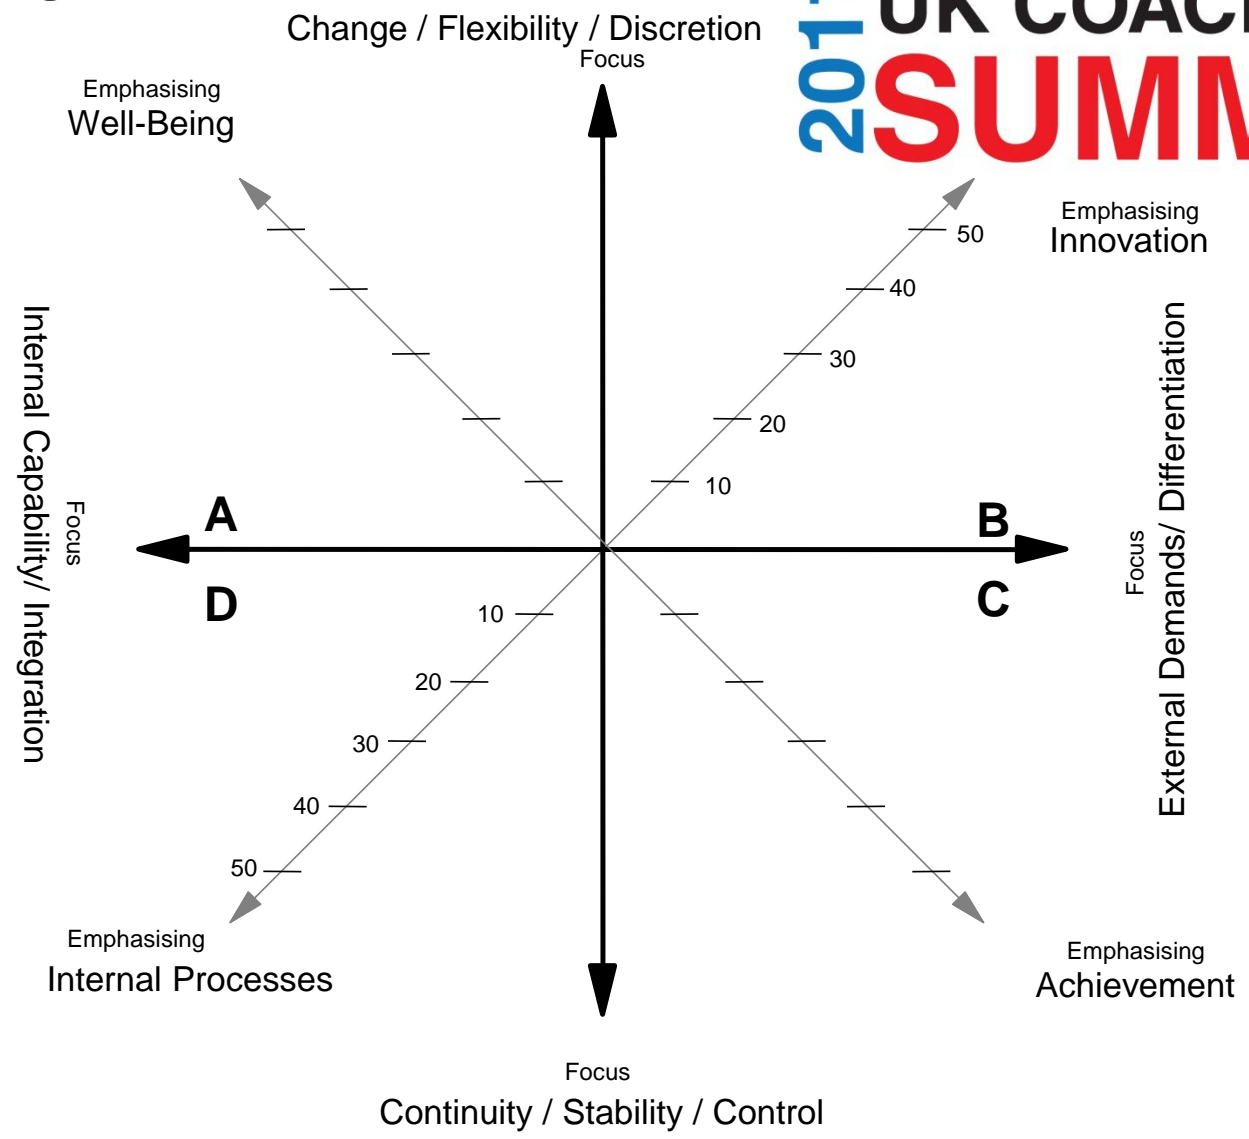 Change / Flexibility / Discretion
Focus
UK
SUMM
Emphasising
Well-Being
Emphasising
Innovation
50
40
30
20
10
Internal Capability/ Integration
Focus
A
B
D
C
Focus
External Demands/ Differentiation
10
20
30
40
50
Emphasising
Internal Processes
Emphasising
Achievement
Focus
Continuity / Stability / Control